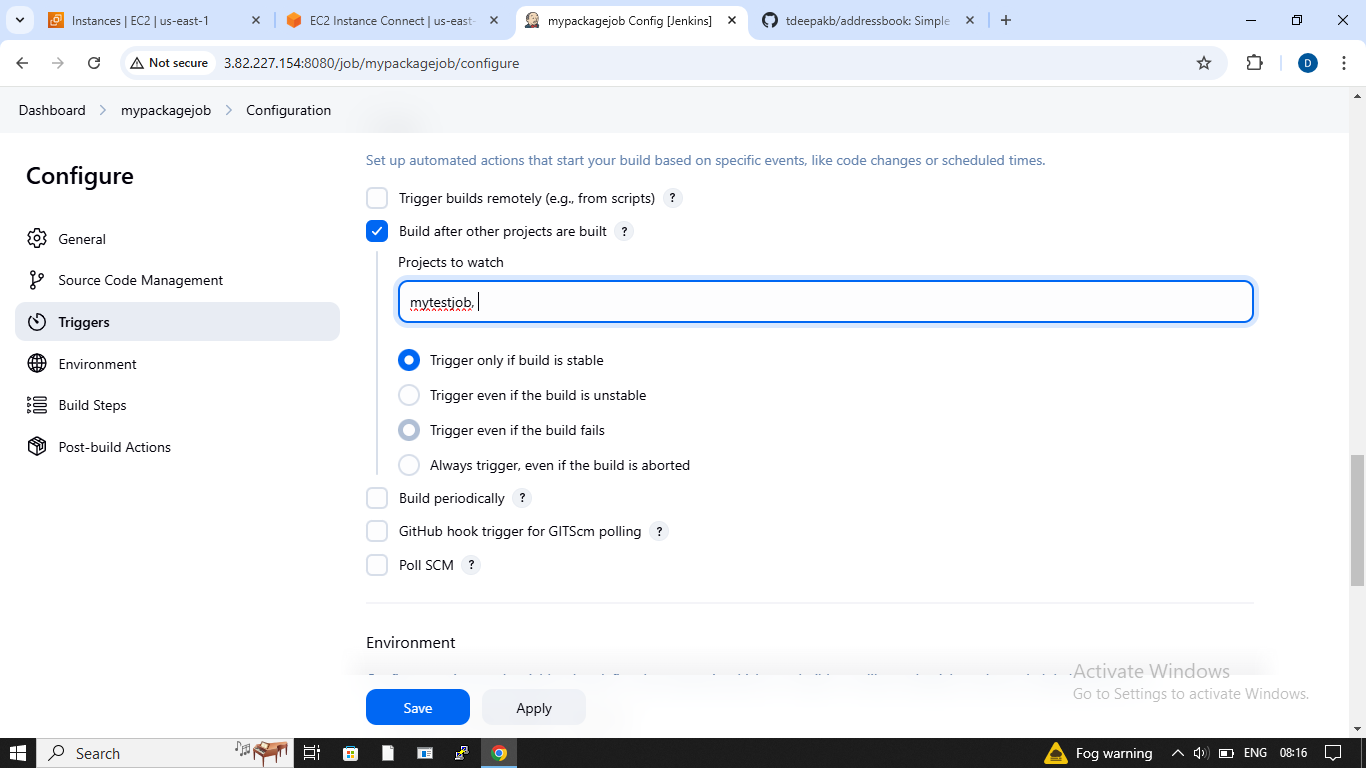 Instances | EC2 | us-east-1
EC2 Instance Connect | us-east-
mypackagejob Config [Jenkins]
tdeepakb/addressbook: Simple
Not secure
3.82.227.154:8080/job/mypackagejob/configure
D
Dashboard
mypackagejob
Configuration
Configure
General
Source Code Management
Triggers
Environment
Build Steps
Post-build Actions
Set up automated actions that start your build based on specific events, like code changes or scheduled times.
Trigger builds remotely (e.g., from scripts) ?
Build after other projects are built ?
Projects to watch
mytestjob,
Trigger only if build is stable
Trigger even if the build is unstable
Trigger even if the build fails
Always trigger, even if the build is aborted
Build periodically ?
GitHub hook trigger for GITScm polling ?
Poll SCM ?
Environment
Save
Apply
Activate Windows
Go to Settings to activate Windows.
Search
Fog warning
ENG
08:16